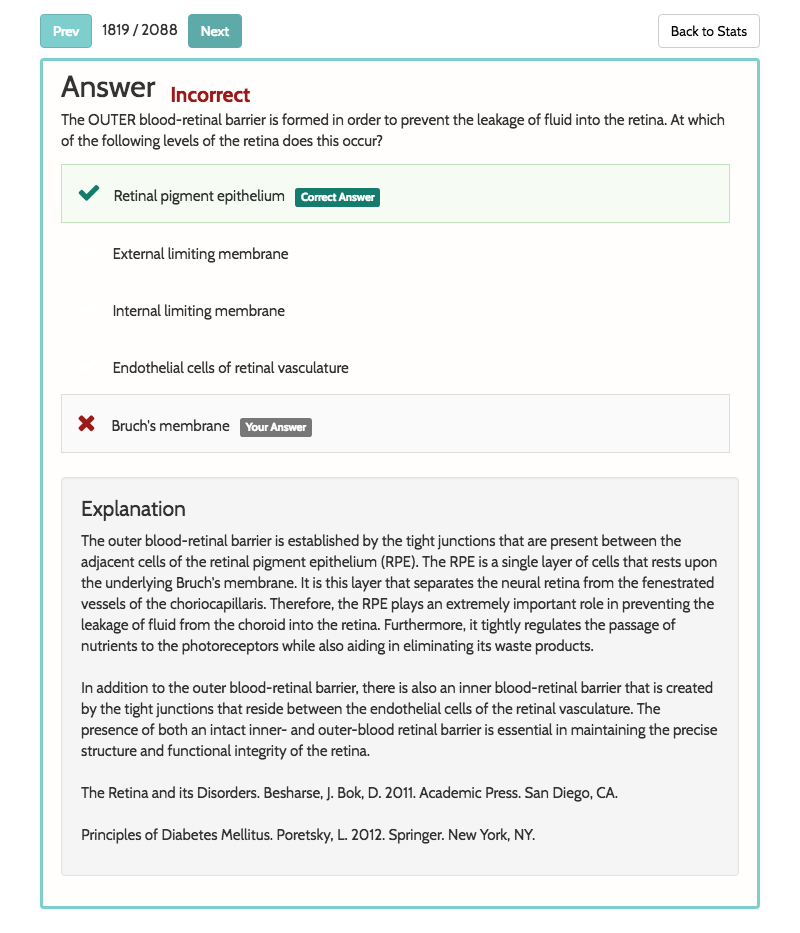 Prev 1819 / 2088 Next Back to Stats
Answer Incorrect
The OUTER blood-retinal barrier is formed in order to prevent the leakage of fluid into the retina. At which
of the following levels of the retina does this occur?
Retinal pigment epithelium Correct Answer
External limiting membrane
Internal limiting membrane
Endothelial cells of retinal vasculature
Bruch's membrane Your Answer
Explanation
The outer blood-retinal barrier is established by the tight junctions that are present between the
adjacent cells of the retinal pigment epithelium (RPE). The RPE is a single layer of cells that rests upon
the underlying Bruch's membrane. It is this layer that separates the neural retina from the fenestrated
vessels of the choriocapillaris. Therefore, the RPE plays an extremely important role in preventing the
leakage of fluid from the choroid into the retina. Furthermore, it tightly regulates the passage of
nutrients to the photoreceptors while also aiding in eliminating its waste products.
In addition to the outer blood-retinal barrier, there is also an inner blood-retinal barrier that is created
by the tight junctions that reside between the endothelial cells of the retinal vasculature. The
presence of both an intact inner- and outer-blood retinal barrier is essential in maintaining the precise
structure and functional integrity of the retina.
The Retina and its Disorders. Besharse, J. Bok, D. 2011. Academic Press. San Diego, CA.
Principles of Diabetes Mellitus. Poretsky, L. 2012. Springer. New York, NY.